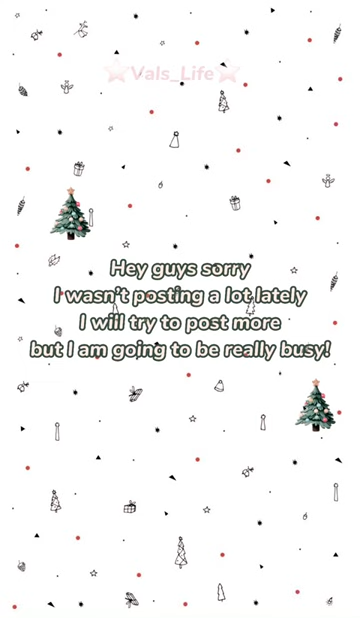 Vals_Life
Hey guys sorry
I wasn't posting a lot lately
I wiil try to post more
but I am going to be really busy!